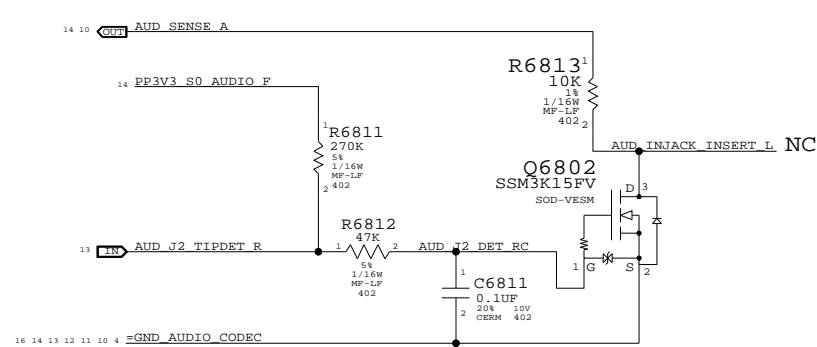 14 10 OUT AUD_SENSE_A
14 PP3V3_S0_AUDIO_F
R6813 1
10K
1%
1/16W
MF-LF
402 2
1 R6811
270K
5%
1/16W
MF-LF
2 402
AUD_INJACK_INSERT_L NC
Q6802
SSM3K15FV
SOD-VESM
D 3
R6812
47K
13 IN AUD_J2_TIPDET_R 1 2 AUD_J2_DET_RC
5%
1/16W
MF-LF
402
1 G S 2
1 C6811
0.1UF
20% 10V
2 CERM 402
16 14 13 12 11 10 4 =GND_AUDIO_CODEC